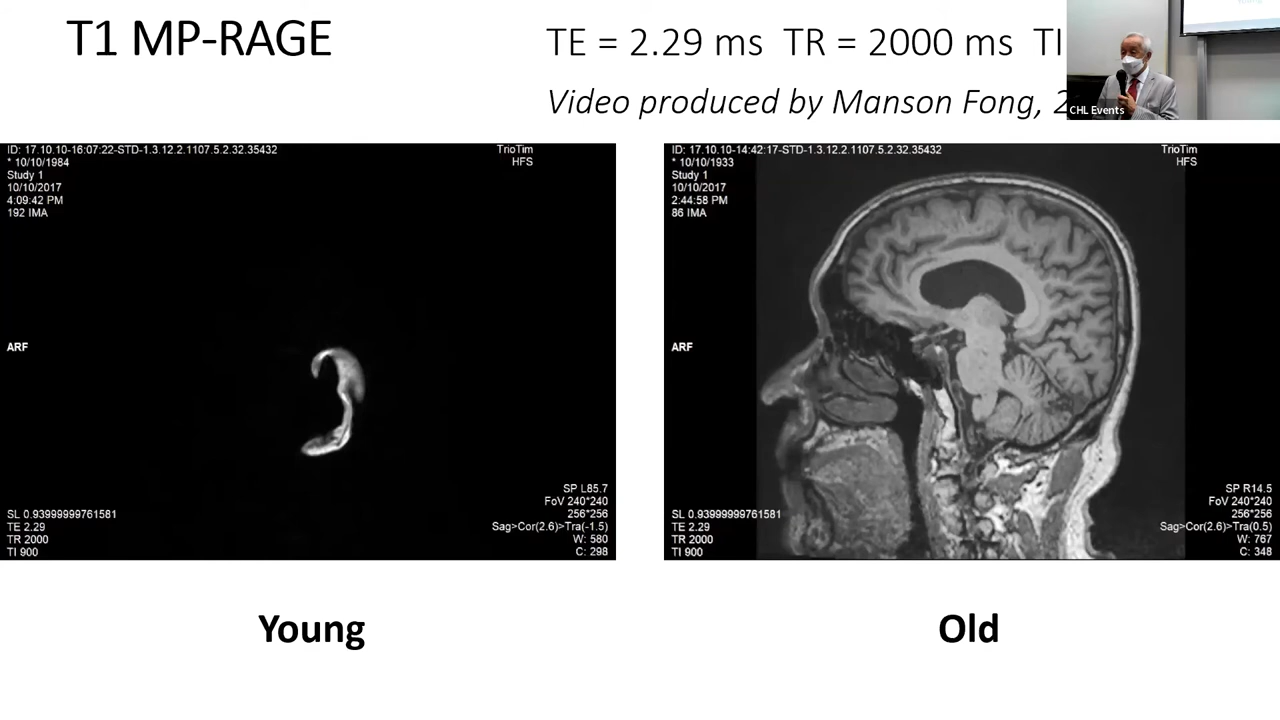 T1 MP-RAGE
TE = 2.29 ms TR = 2000 ms TI
Video produced by Manson Fong,
CHL Events
ID: 17.10.10-16:07:22-STD-1.3.12.2.1107.5.2.32.35432
* 10/10/1984
Study 1
10/10/2017
4:09:42 PM
192 IMA
TrioTim
HFS
ARF
SL 0.93999999761581
TE 2.29
TR 2000
TI 900
SP L85.7
FoV 240*240
256*256
Sag>Cor(2.6)>Tra(-1.5)
W: 580
C: 298
ID: 17.10.10-14:42:17-STD-1.3.12.2.1107.5.2.32.35432
* 10/10/1933
Study 1
10/10/2017
2:44:58 PM
86 IMA
TrioTim
HFS
ARF
SL 0.93999999761581
TE 2.29
TR 2000
TI 900
SP R14.5
FoV 240*240
256*256
Sag>Cor(2.6)>Tra(0.5)
W: 767
C: 348
Young
Old